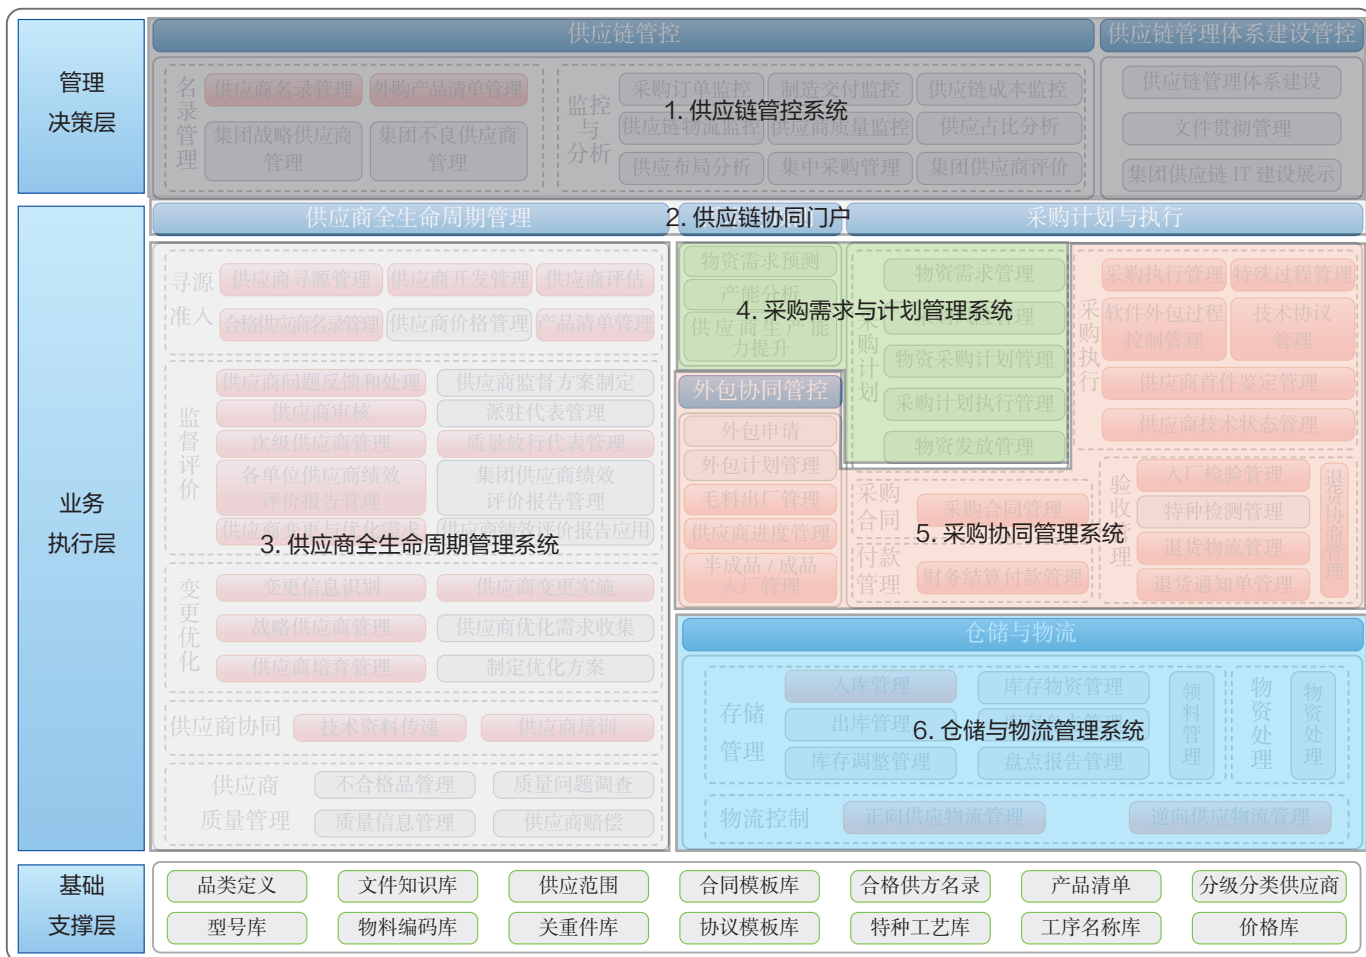 管理
决策层
供应链管控
供应链管理体系建设管控
名录管理
供应商名录管理
外购产品清单管理
集团战略供应商
管理
集团不良供应商
管理
监控
与
分析
采购订单监控
制造交付监控
供应链成本监控
1. 供应链管控系统
供应链物流监控
供应商质量监控
供应占比分析
供应布局分析
集中采购管理
集团供应商评价
供应链管理体系建设
文件贯彻管理
集团供应链 IT 建设展示
业务
执行层
供应商全生命周期管理
2. 供应链协同门户
采购计划与执行
寻源
准入
供应商寻源管理
供应商开发管理
供应商评估
合格供应商名录管理
供应商价格管理
产品清单管理
监督评价
供应商问题反馈和处理
供应商监督方案制定
供应商审核
派驻代表管理
次级供应商管理
质量放行代表管理
各单位供应商绩效
评价报告管理
集团供应商绩效
评价报告管理
供应商变更与优化需求
供应商绩效评价报告应用
3. 供应商全生命周期管理系统
变更优化
变更信息识别
供应商变更实施
战略供应商管理
供应商优化需求收集
供应商培育管理
制定优化方案
供应商协同
技术资料传递
供应商培训
供应商
质量管理
不合格品管理
质量问题调查
质量信息管理
供应商赔偿
物资需求预测
产能分析
供应商生产能
力提升
4. 采购需求与计划管理系统
采购计划
物资需求管理
物资采购计划管理
采购计划执行管理
物资发放管理
外包协同管控
外包申请
外包计划管理
毛料出厂管理
供应商进度管理
半成品 / 成品
入厂管理
采购执行
采购执行管理
特殊过程管理
软件外包过程
控制管理
技术协议
管理
供应商首件鉴定管理
供应商技术状态管理
采购
合同
采购合同管理
5. 采购协同管理系统
付款
管理
财务结算付款管理
验收管理
入厂检验管理
特种检测管理
退货物流管理
退货通知单管理
退货协商管理
仓储与物流
存储
管理
入库管理
库存物资管理
出库管理
6. 仓储与物流管理系统
库存调整管理
盘点报告管理
领料管理
物资处理
物资处理
物流控制
正向供应物流管理
逆向供应物流管理
基础
支撑层
品类定义
文件知识库
供应范围
合同模板库
合格供方名录
产品清单
分级分类供应商
型号库
物料编码库
关重件库
协议模板库
特种工艺库
工序名称库
价格库